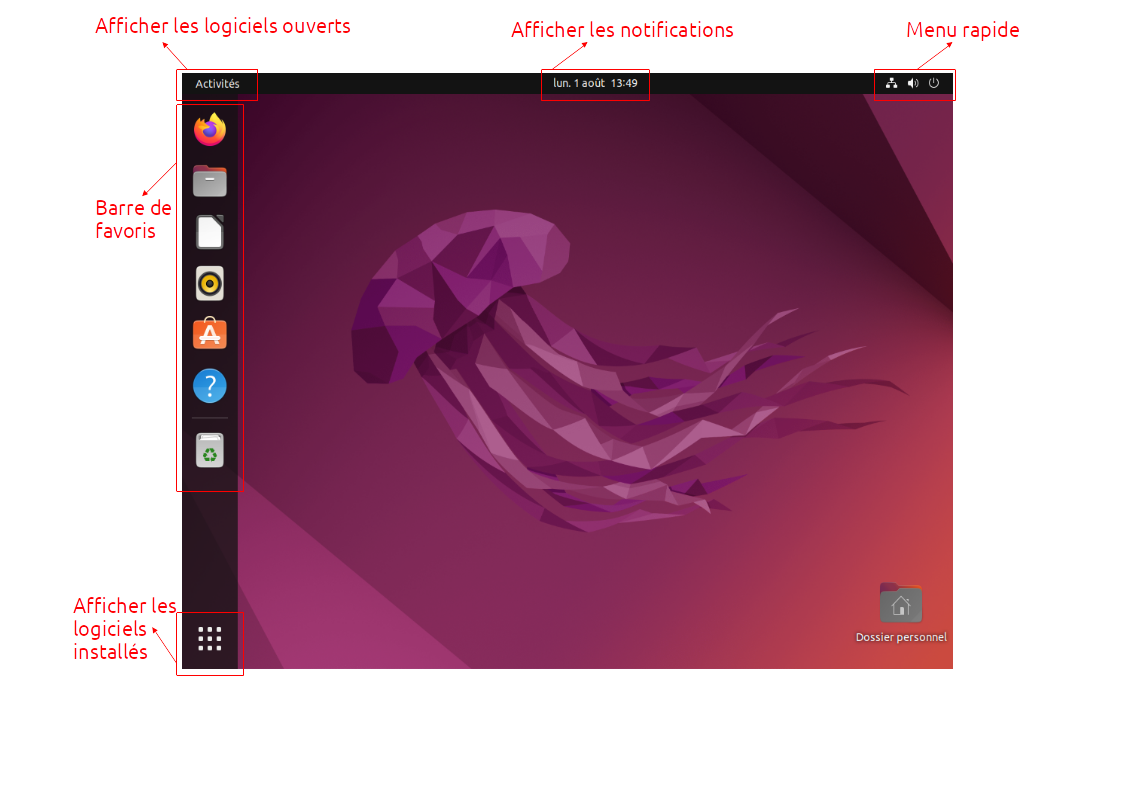 Afficher les logiciels ouverts
Afficher les notifications
Menu rapide
Activités
lun. 1 août 13:49
Barre de
favoris
?
Afficher les
logiciels
installés
Dossier personnel